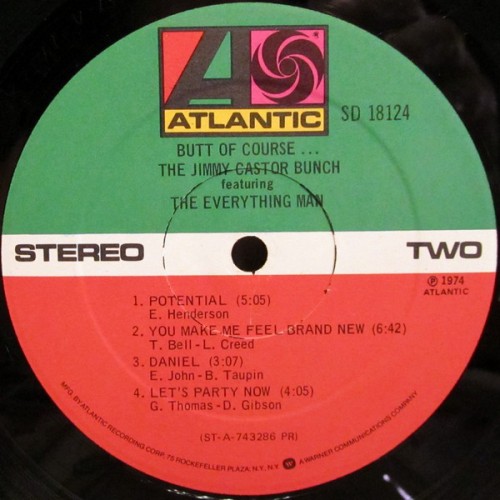 ATLANTIC
SD 18124
BUTT OF COURSE ...
THE JIMMY CASTOR BUNCH
featuring
THE EVERYTHING MAN
STEREO
TWO
℗ 1974
ATLANTIC
1. POTENTIAL (5:05)
E. Henderson
2. YOU MAKE ME FEEL BRAND NEW (6:42)
T. Bell-L. Creed
3. DANIEL (3:07)
E. John-B. Taupin
4. LET'S PARTY NOW (4:05)
G. Thomas-D. Gibson
(ST-A-743286 PR)
MFG. BY ATLANTIC RECORDING CORP., 75 ROCKEFELLER PLAZA, N.Y., N.Y. W A WARNER COMMUNICATIONS COMPANY